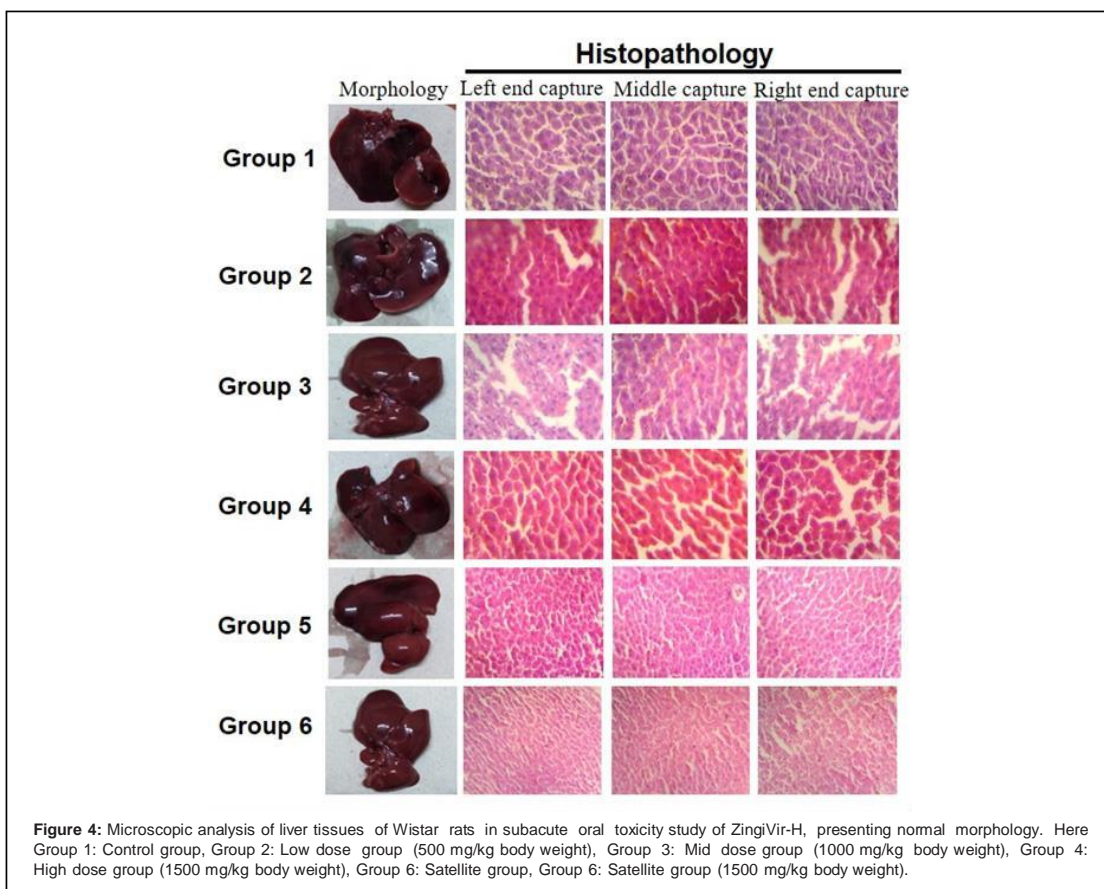 Histopathology
Morphology Left end capture Middle capture Right end capture
Group 1
Group 2
Group 3
Group 4
Group 5
Group 6
Figure 4: Microscopic analysis of liver tissues of Wistar rats in subacute oral toxicity study of ZingiVir-H, presenting normal morphology. Here
Group 1: Control group, Group 2: Low dose group (500 mg/kg body weight), Group 3: Mid dose group (1000 mg/kg body weight), Group 4:
High dose group (1500 mg/kg body weight), Group 6: Satellite group, Group 6: Satellite group (1500 mg/kg body weight).